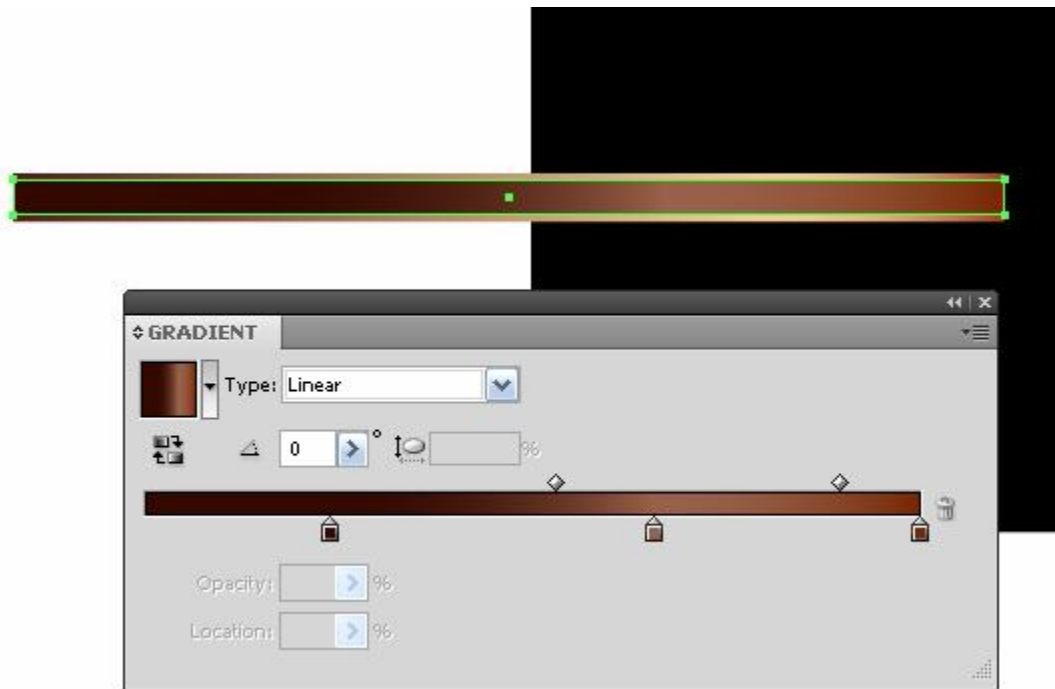 GRADIENT
Type: Linear
0 ° %
Opacity: %
Location: %